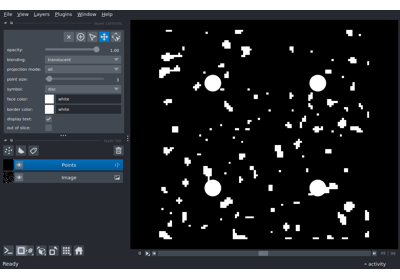 File View Layers Plugins Window Help
layer controls
opacity: 1.00
blending: translucent
projection mode: all
point size: 3
symbol: disc
face color: white
border color: white
display text:
out of slice:
layer list
Points
Image
Ready
activity